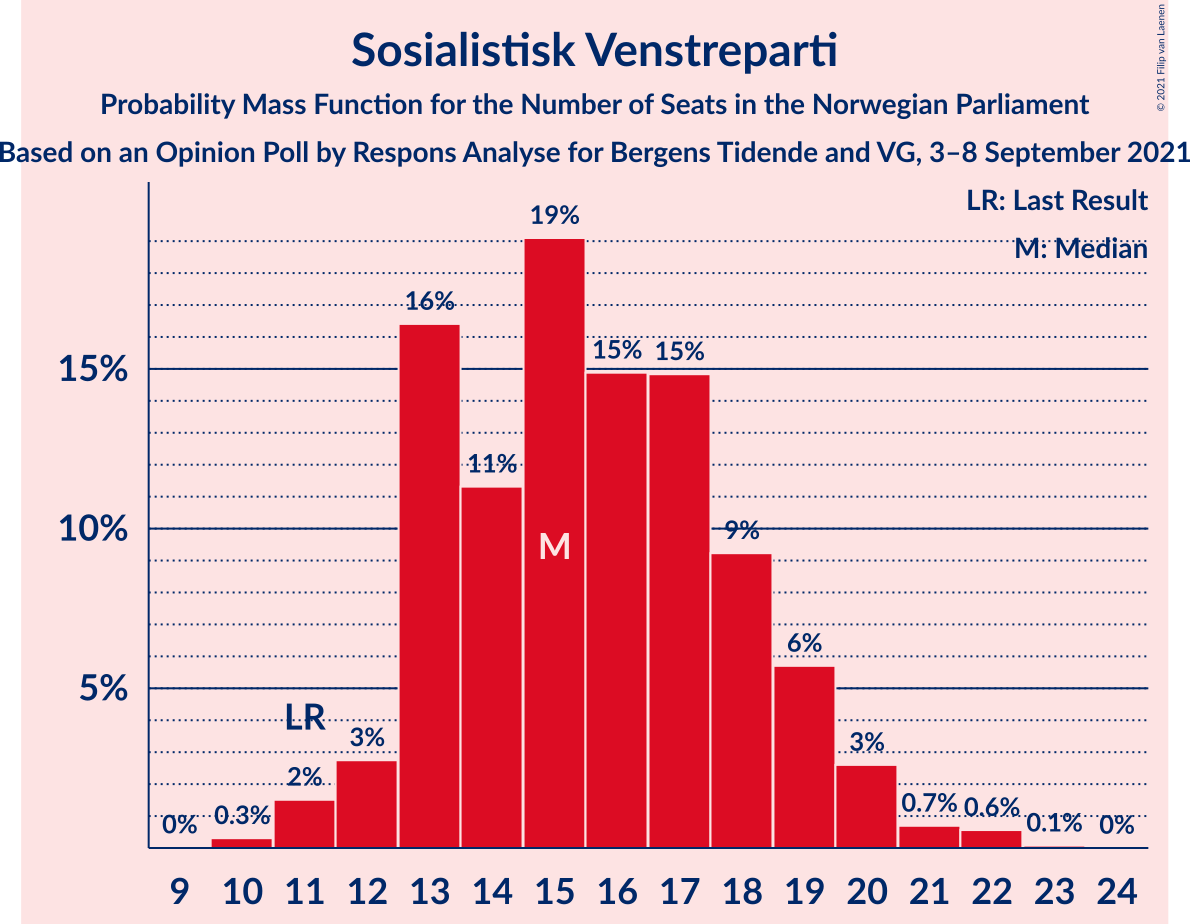 Sosialistisk Venstreparti
Probability Mass Function for the Number of Seats in the Norwegian Parliament
Based on an Opinion Poll by Respons Analyse for Bergens Tidende and VG, 3–8 September 2021
© 2021 Filip van Laenen
LR: Last Result
M: Median
19%
16%
15% 15%
15%
11%
10%
9%
M
6%
5%
LR
3%
3%
2%
0% 0.3%
0.7% 0.6% 0.1% 0%
9 10 11 12 13 14 15 16 17 18 19 20 21 22 23 24